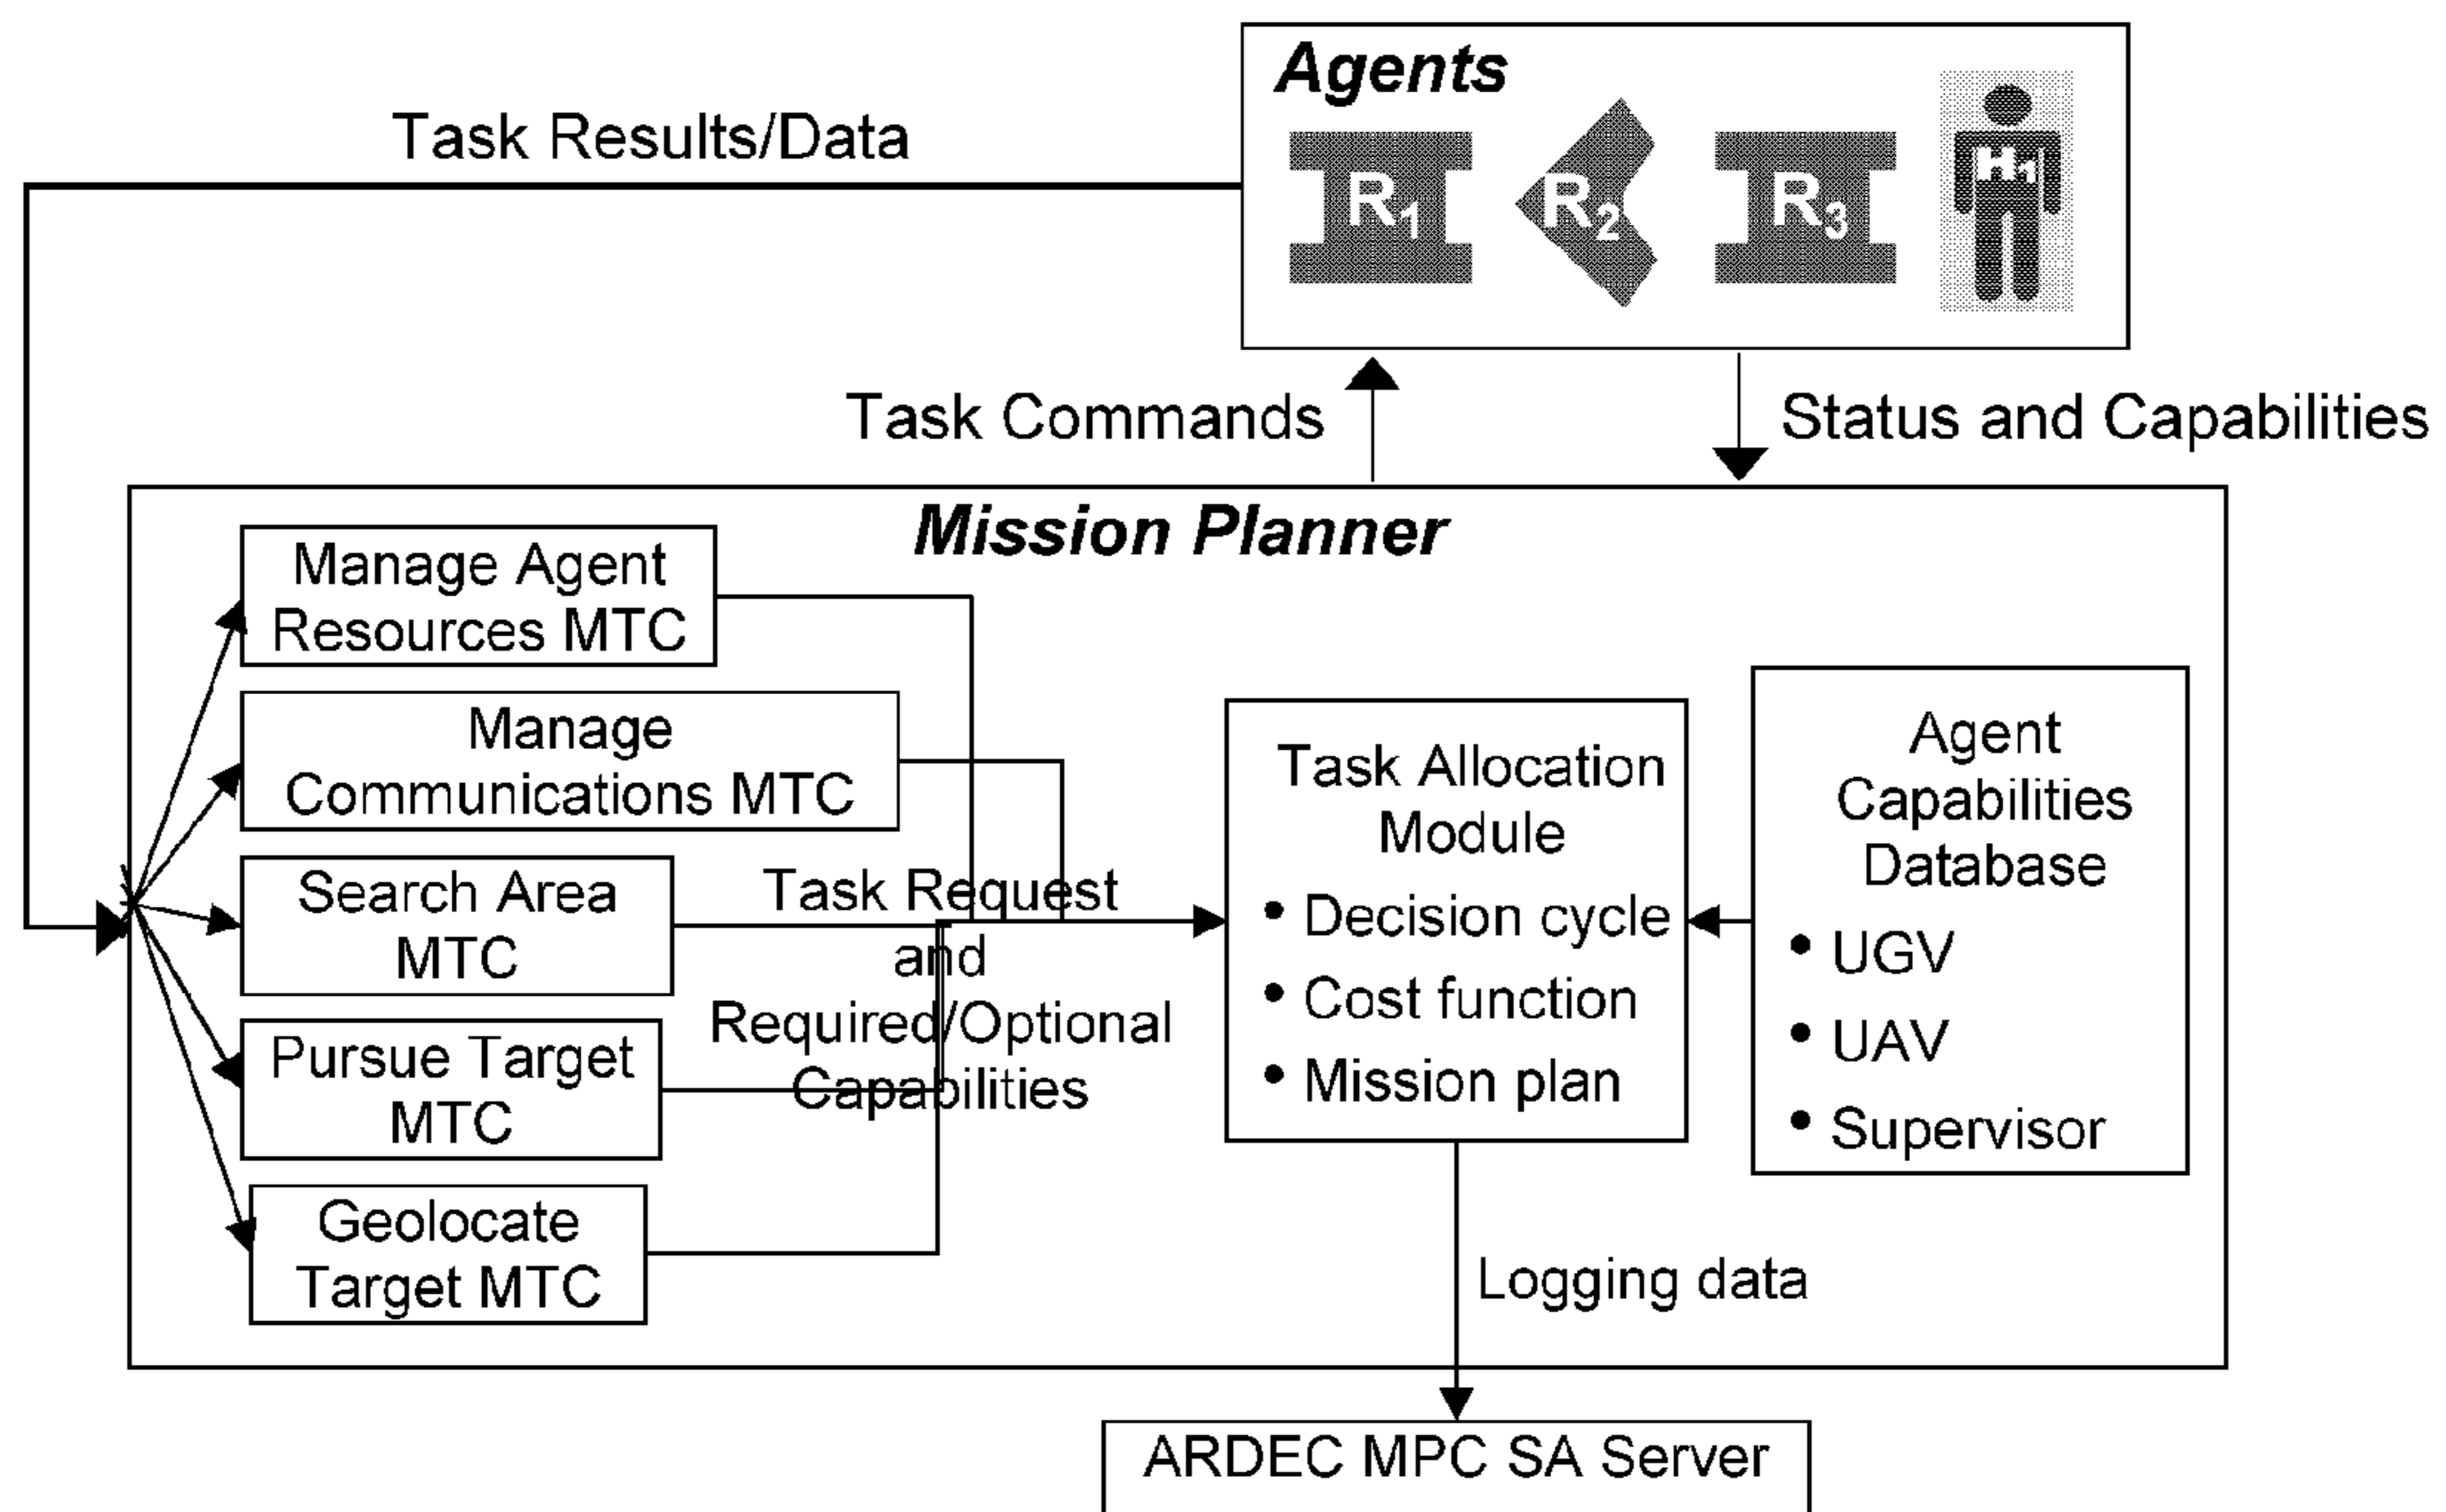 Agents
Task Results/Data
R1
R2
R3
H1
Task Commands
Status and Capabilities
Mission Planner
Manage Agent
Resources MTC
Manage
Communications MTC
Search Area
MTC
Pursue Target
MTC
Geolocate
Target MTC
Task Request
and
Required/Optional
Capabilities
Task Allocation
Module
• Decision cycle
• Cost function
• Mission plan
Agent
Capabilities
Database
• UGV
• UAV
• Supervisor
Logging data
ARDEC MPC SA Server